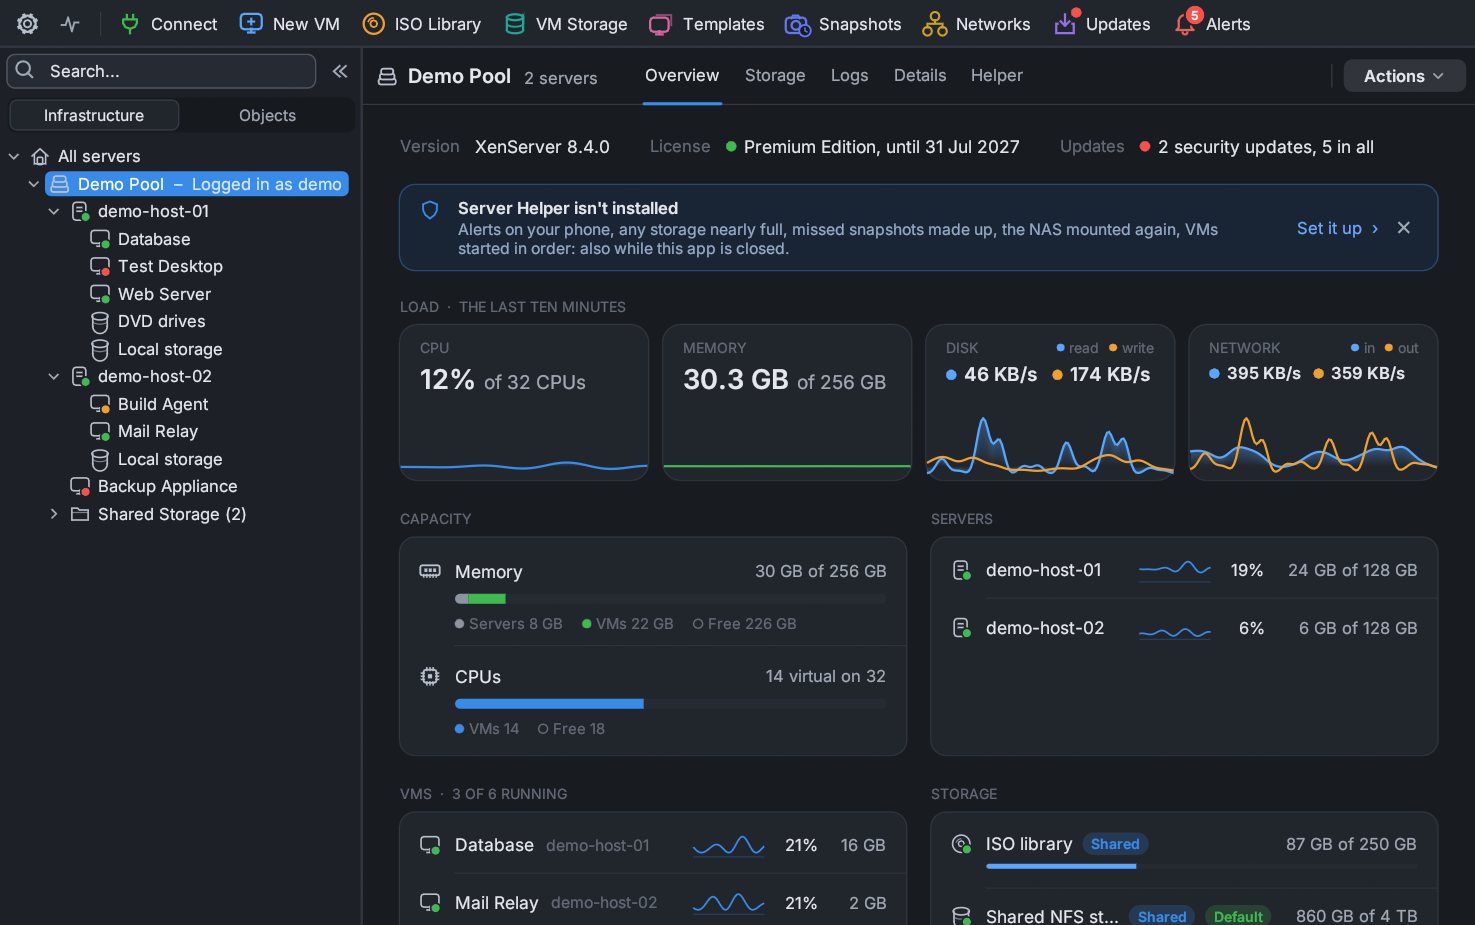 Connect New VM ISO Library VM Storage Templates Snapshots Networks Updates 5 Alerts
Search...
Infrastructure Objects
All servers
Demo Pool – Logged in as demo
demo-host-01
Database
Test Desktop
Web Server
DVD drives
Local storage
demo-host-02
Build Agent
Mail Relay
Local storage
Backup Appliance
Shared Storage (2)
Demo Pool 2 servers Overview Storage Logs Details Helper Actions
Version XenServer 8.4.0 License Premium Edition, until 31 Jul 2027 Updates 2 security updates, 5 in all
Server Helper isn't installed
Alerts on your phone, any storage nearly full, missed snapshots made up, the NAS mounted again, VMs
started in order: also while this app is closed.
Set it up ›
LOAD · THE LAST TEN MINUTES
CPU
12% of 32 CPUs
MEMORY
30.3 GB of 256 GB
DISK read write
46 KB/s 174 KB/s
NETWORK in out
395 KB/s 359 KB/s
CAPACITY
Memory 30 GB of 256 GB
Servers 8 GB VMs 22 GB Free 226 GB
CPUs 14 virtual on 32
VMs 14 Free 18
SERVERS
demo-host-01 19% 24 GB of 128 GB
demo-host-02 6% 6 GB of 128 GB
VMS · 3 OF 6 RUNNING
Database demo-host-01 21% 16 GB
Mail Relay demo-host-02 21% 2 GB
STORAGE
ISO library Shared 87 GB of 250 GB
Shared NFS st... Shared Default 860 GB of 4 TB